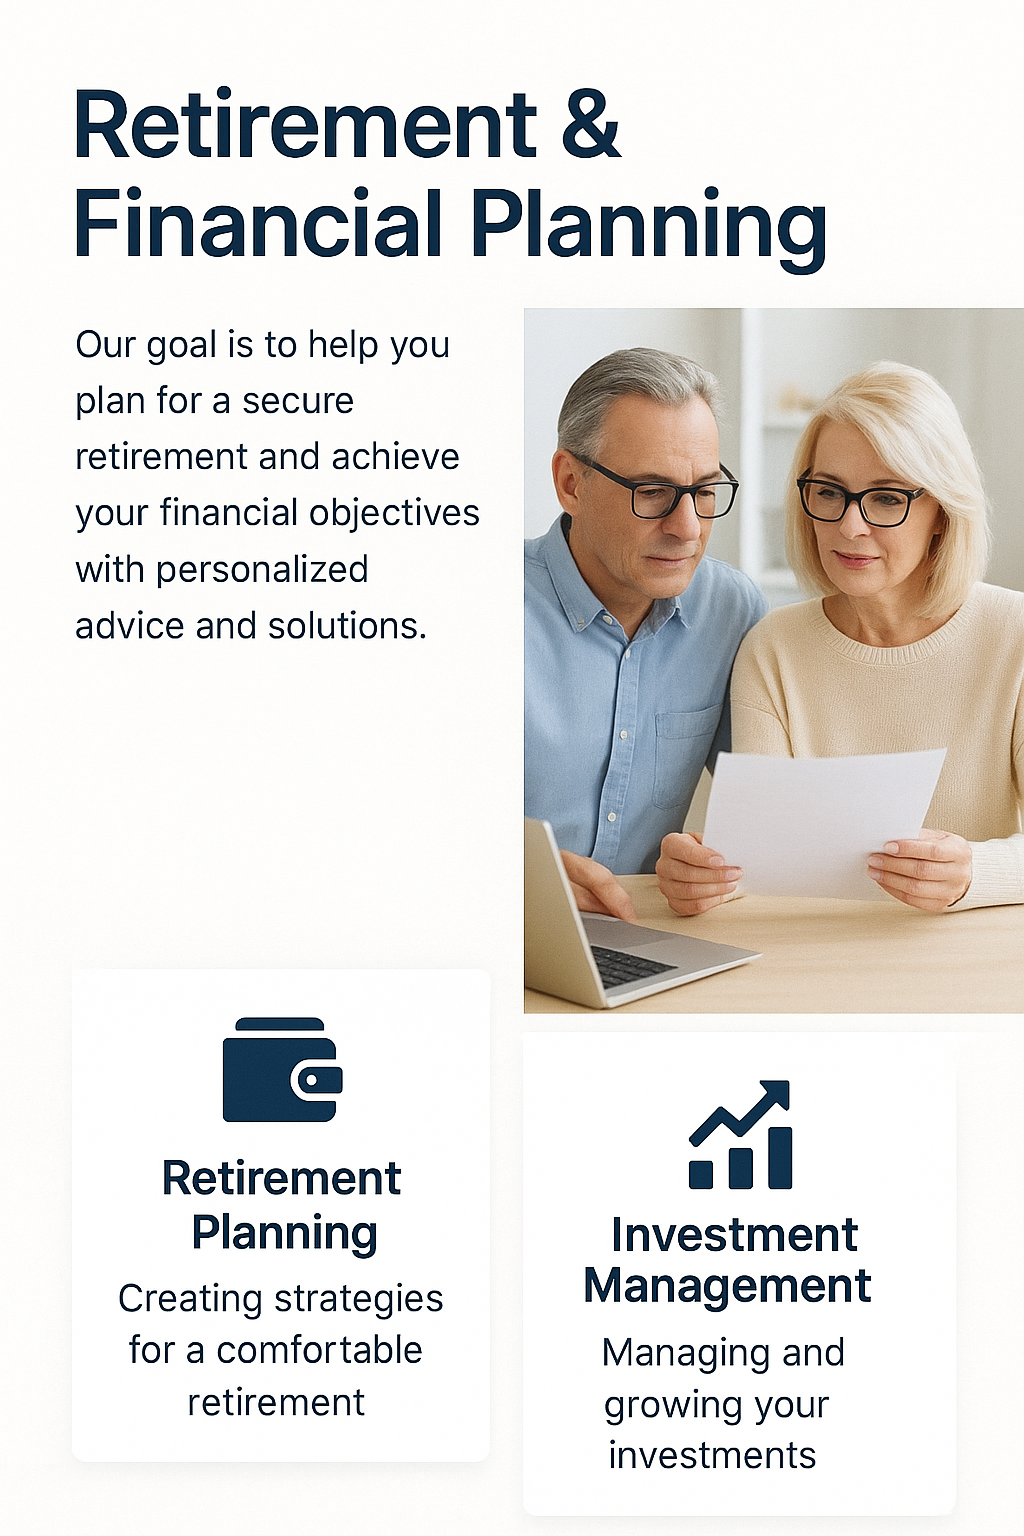 Retirement &
Financial Planning
Our goal is to help you
plan for a secure
retirement and achieve
your financial objectives
with personalized
advice and solutions.
Retirement
Planning
Creating strategies
for a comfortable
retirement
Investment
Management
Managing and
growing your
investments